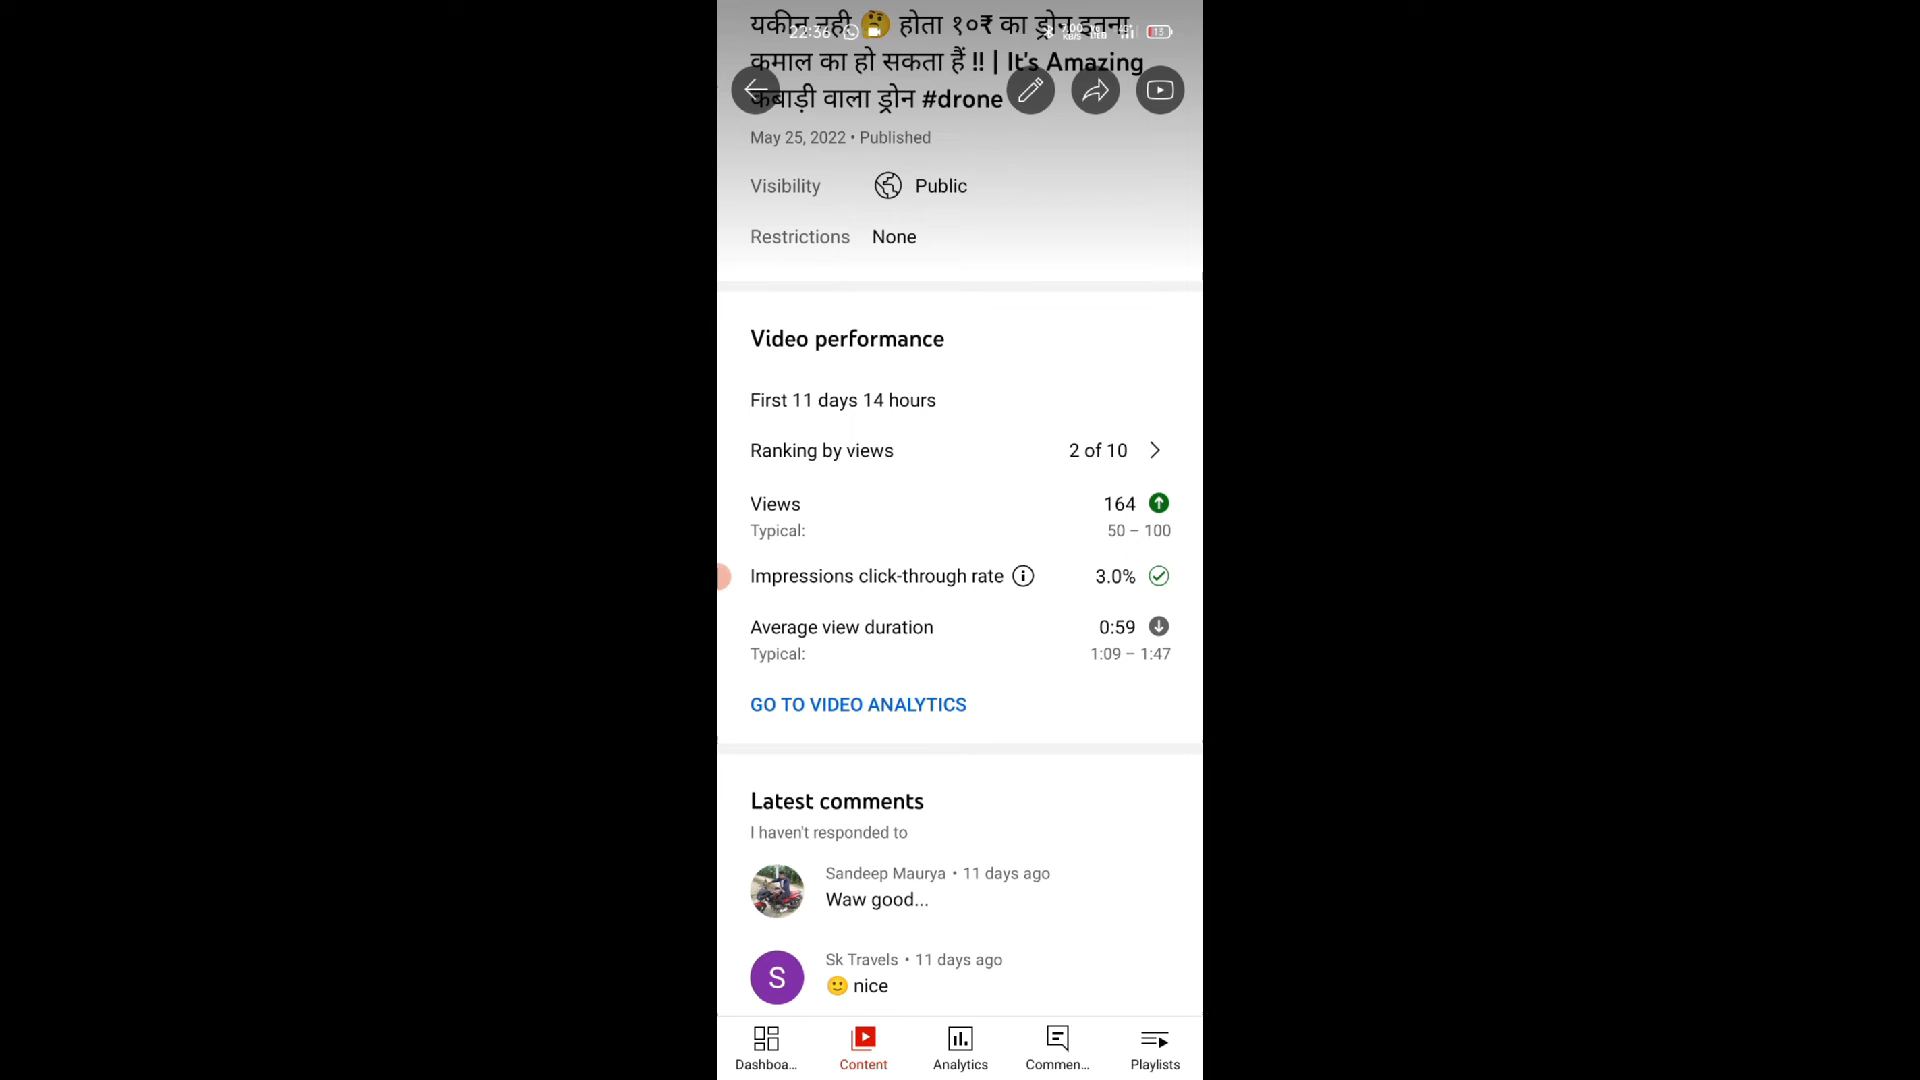 यकीन नही 🤔 होता १०₹ का ड्रोन इतना
22:36
13
कमाल का हो सकता हैं !! | It's Amazing
कबाड़ी वाला ड्रोन #drone
May 25, 2022 • Published
Visibility Public
Restrictions None
Video performance
First 11 days 14 hours
Ranking by views 2 of 10
Views 164
Typical: 50 – 100
Impressions click-through rate 3.0%
Average view duration 0:59
Typical: 1:09 – 1:47
GO TO VIDEO ANALYTICS
Latest comments
I haven't responded to
Sandeep Maurya • 11 days ago
Waw good...
Sk Travels • 11 days ago
S
🙂 nice
Dashboa... Content Analytics Commen... Playlists